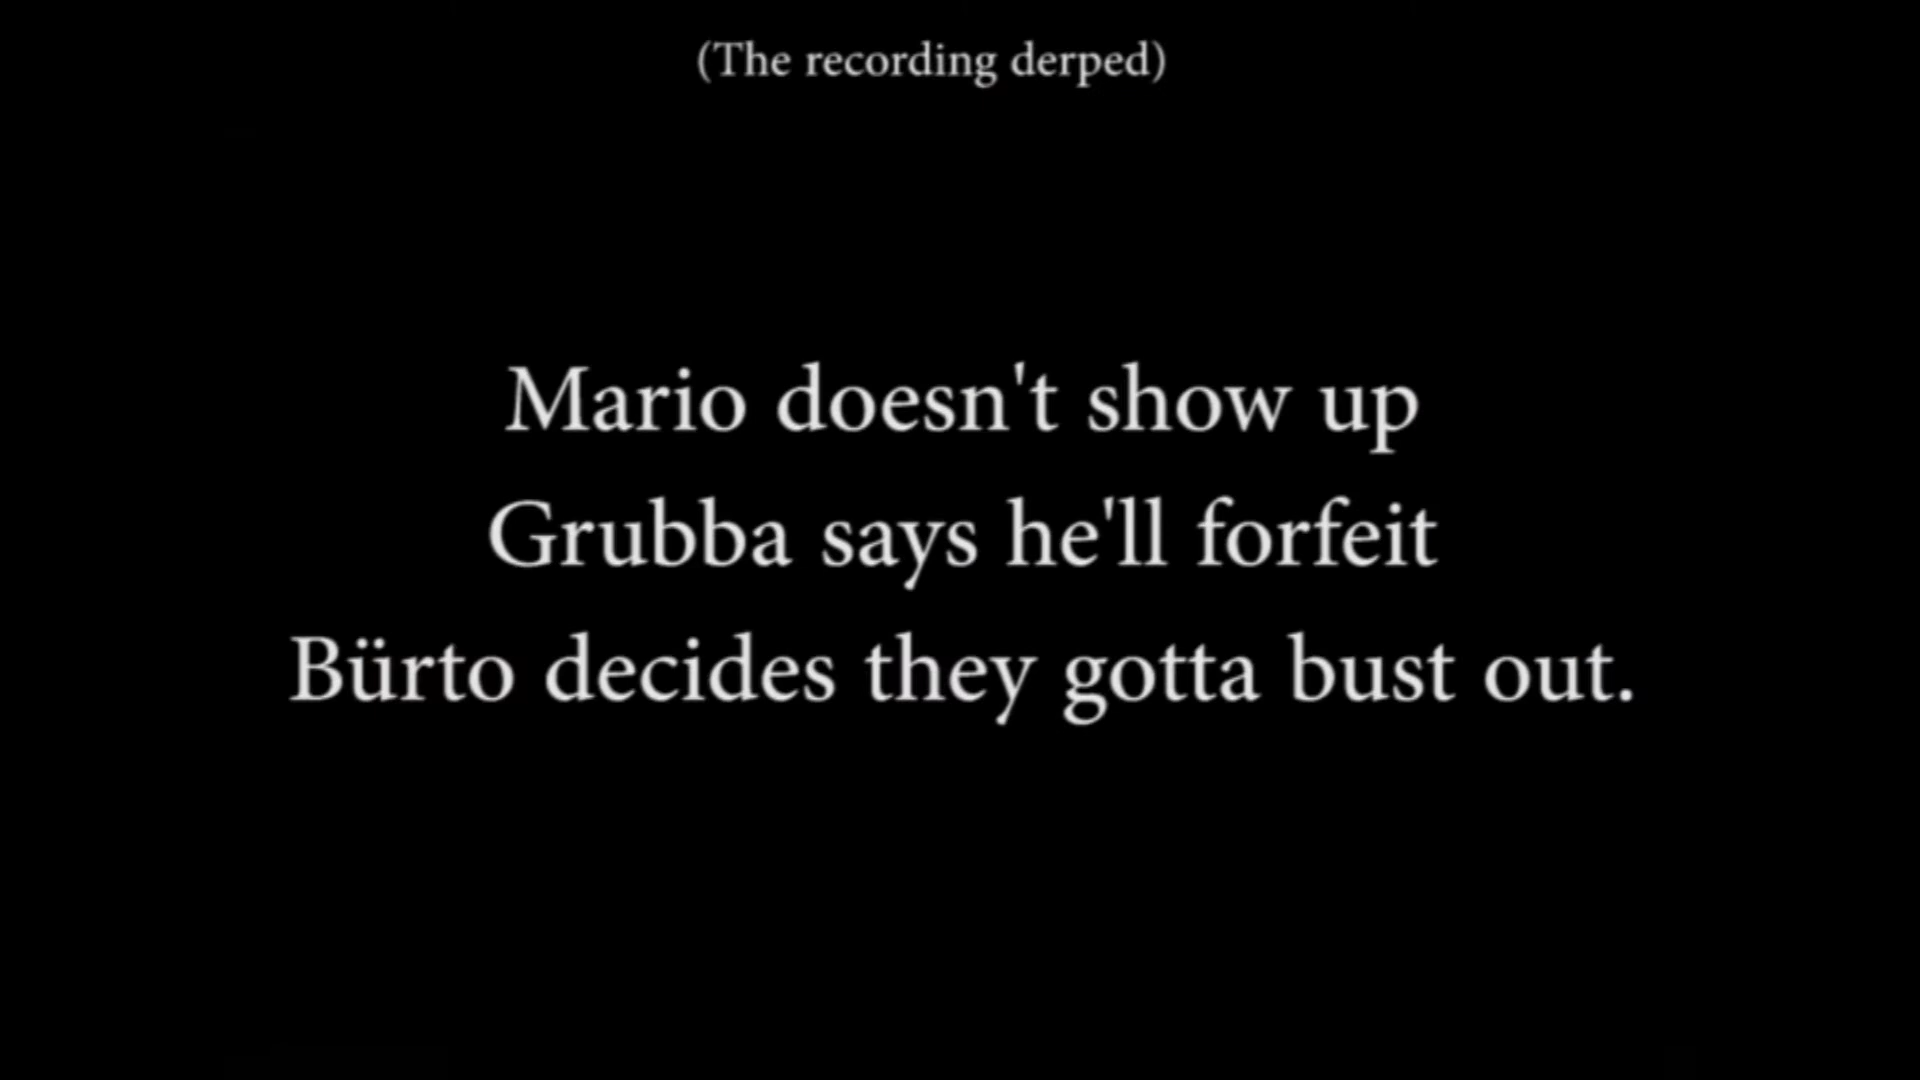 (The recording derped)
Mario doesn't show up
Grubba says he'll forfeit
Bürto decides they gotta bust out.